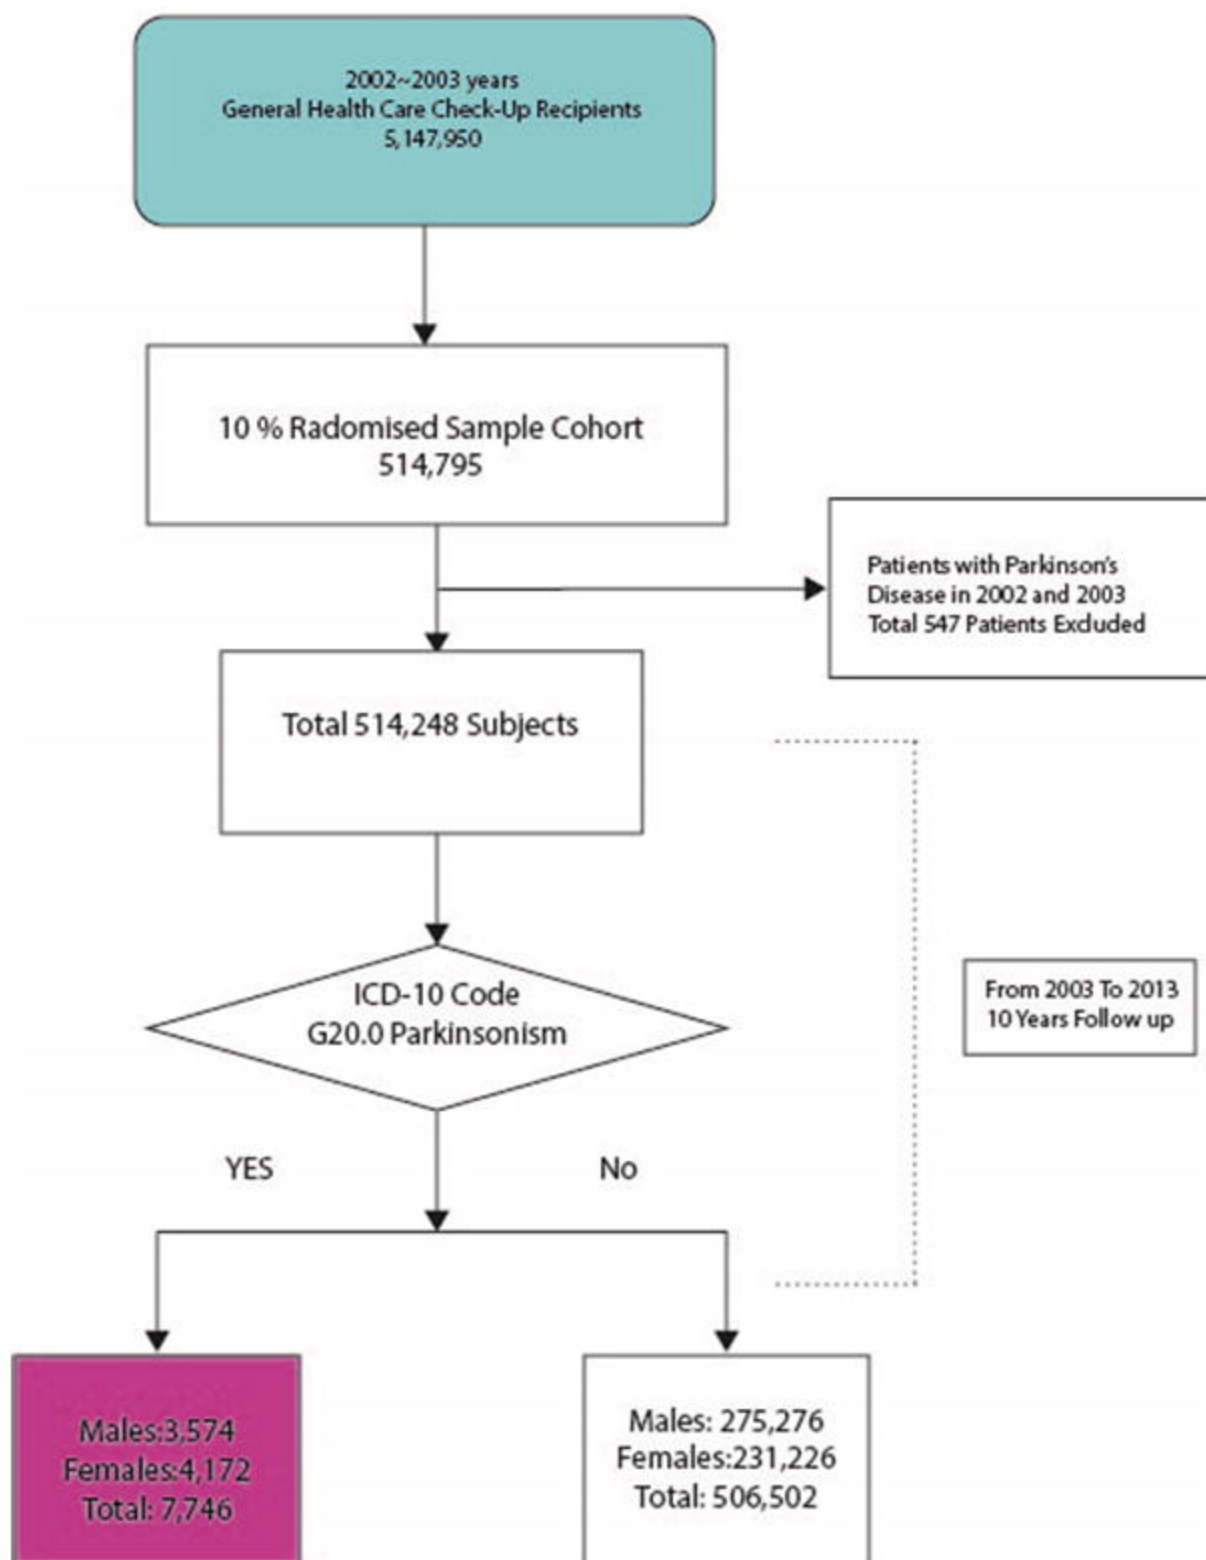 2002~2003 years
General Health Care Check-Up Recipients
5,147,950
10 % Radomised Sample Cohort
514,795
Patients with Parkinson's
Disease in 2002 and 2003
Total 547 Patients Excluded
Total 514,248 Subjects
ICD-10 Code
G20.0 Parkinsonism
From 2003 To 2013
10 Years Follow up
YES
No
Males:3,574
Females:4,172
Total: 7,746
Males: 275,276
Females:231,226
Total: 506,502